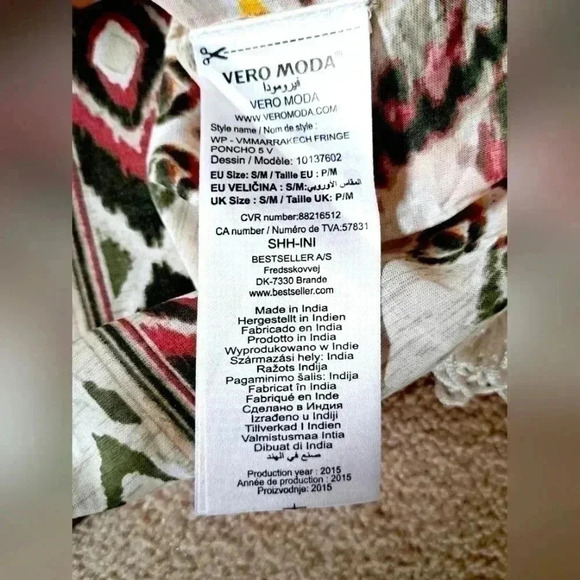 VERO MODA™
أيرومودا
VERO MODA
WWW.VEROMODA.COM
Style name / Nom de style :
WP - VMMARRAKECH FRINGE
PONCHO 5 V
Dessin / Modèle: 10137602
EU Size: S/M / Taille EU : P/M
EU VELIČINA : S/M: المقاس الأوروبي
UK Size : S/M / Taille UK: P/M
CVR number:88216512
CA number / Numéro de TVA:57831
SHH-INI
BESTSELLER A/S
Fredsskovvej
DK-7330 Brande
www.bestseller.com
Made in India
Hergestellt in Indien
Fabricado en India
Prodotto in India
Wyprodukowano w Indie
Származási hely: India
Ražots Indija
Pagaminimo šalis: Indija
Fabricat în India
Fabriqué en Inde
Сделано в Индия
Izrađeno u Indiji
Tillverkad I Indien
Valmistusmaa Intia
Dibuat di India
صنع في الهند
Production year : 2015
Année de production : 2015
Proizvodnje: 2015